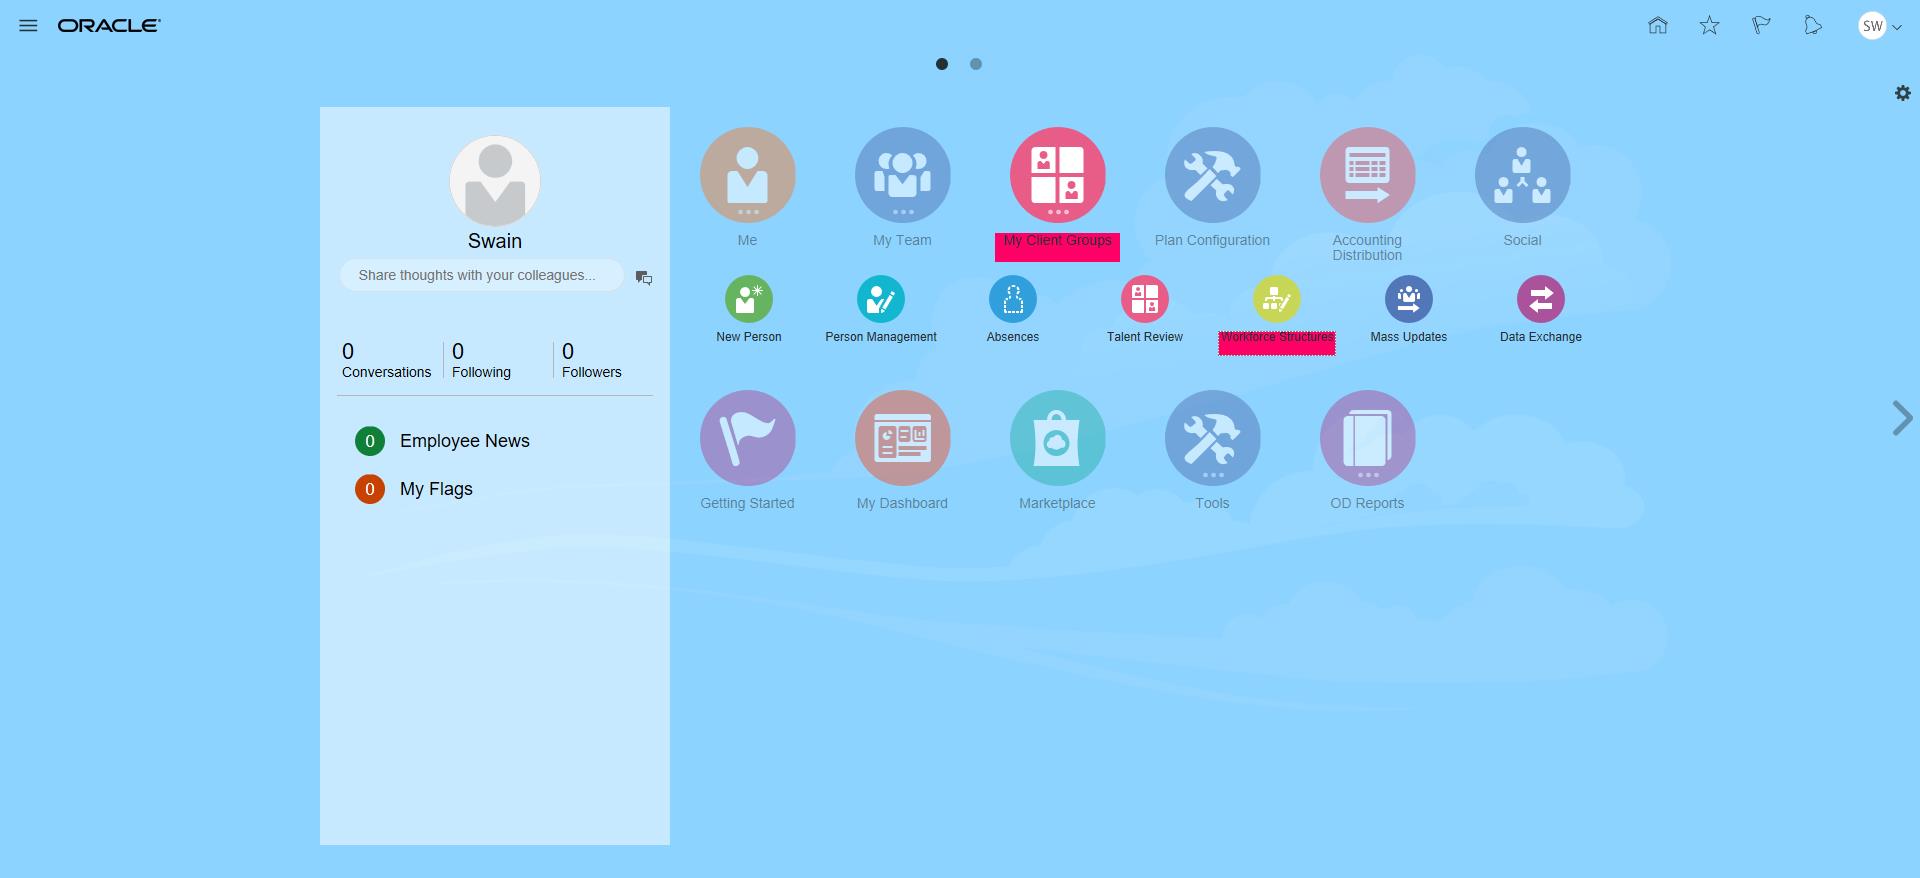 ORACLE
SW
Swain
Share thoughts with your colleagues...
0 0 0
Conversations Following Followers
0 Employee News
0 My Flags
Me My Team My Client Groups Plan Configuration Accounting Social
Distribution
New Person Person Management Absences Talent Review Workforce Structures Mass Updates Data Exchange
Getting Started My Dashboard Marketplace Tools OD Reports